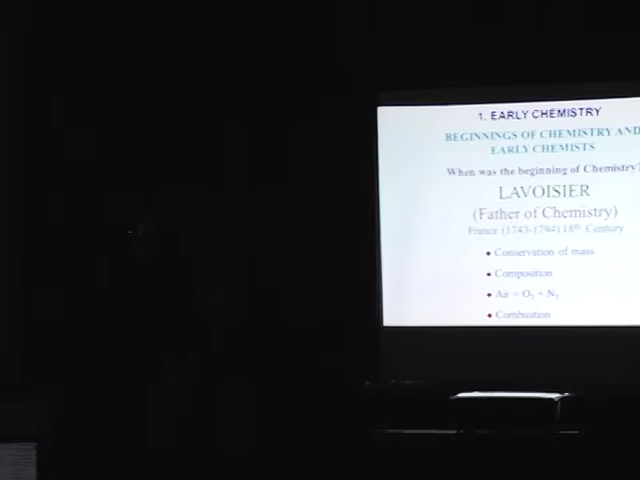 1. EARLY CHEMISTRY
BEGINNINGS OF CHEMISTRY AND
EARLY CHEMISTS
When was the beginning of Chemistry?
LAVOISIER
(Father of Chemistry)
France (1743-1794) 18th Century
• Conservation of mass
• Composition
• Air = O₂ + N₂
• Combustion